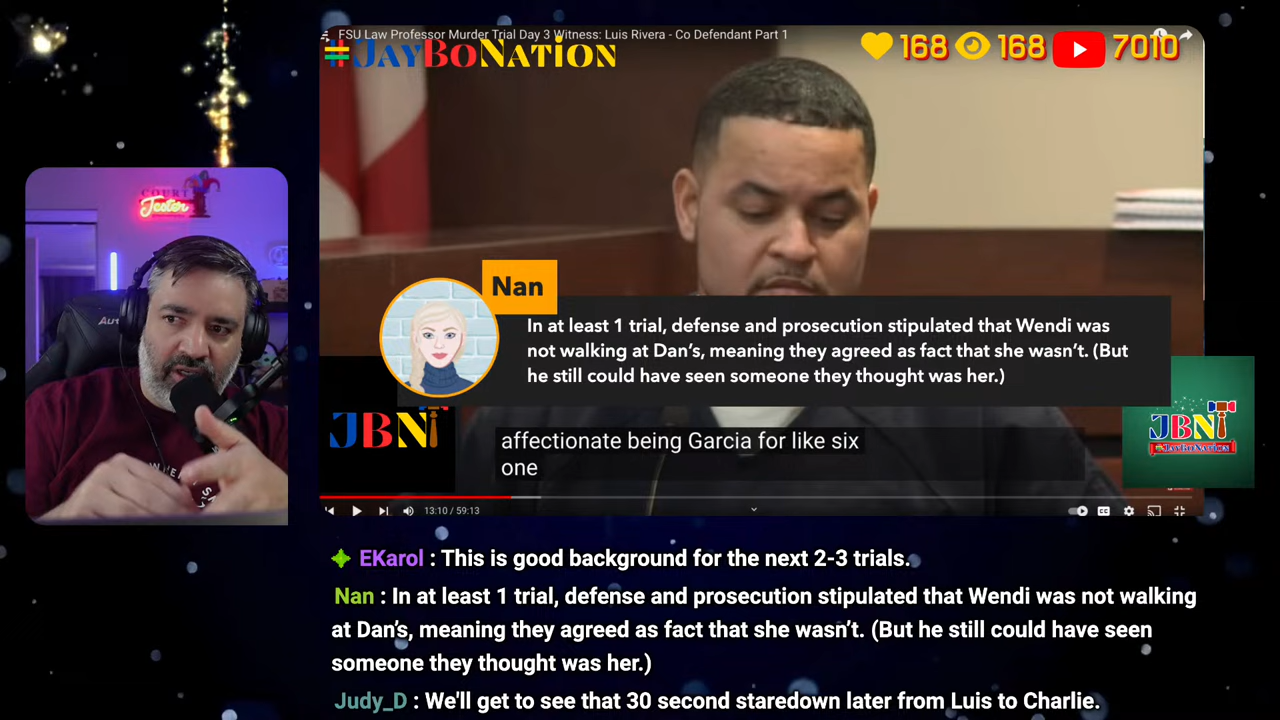 FSU Law Professor Murder Trial Day 3 Witness: Luis Rivera - Co Defendant Part 1
#JAYBONATION
168 168 7010
COURT
Jester
Nan
In at least 1 trial, defense and prosecution stipulated that Wendi was
not walking at Dan's, meaning they agreed as fact that she wasn't. (But
he still could have seen someone they thought was her.)
JBN
JBN
#JAYBONATION
affectionate being Garcia for like six
one
13:10 / 59:13
EKarol : This is good background for the next 2-3 trials.
Nan : In at least 1 trial, defense and prosecution stipulated that Wendi was not walking
at Dan's, meaning they agreed as fact that she wasn't. (But he still could have seen
someone they thought was her.)
Judy_D : We'll get to see that 30 second staredown later from Luis to Charlie.